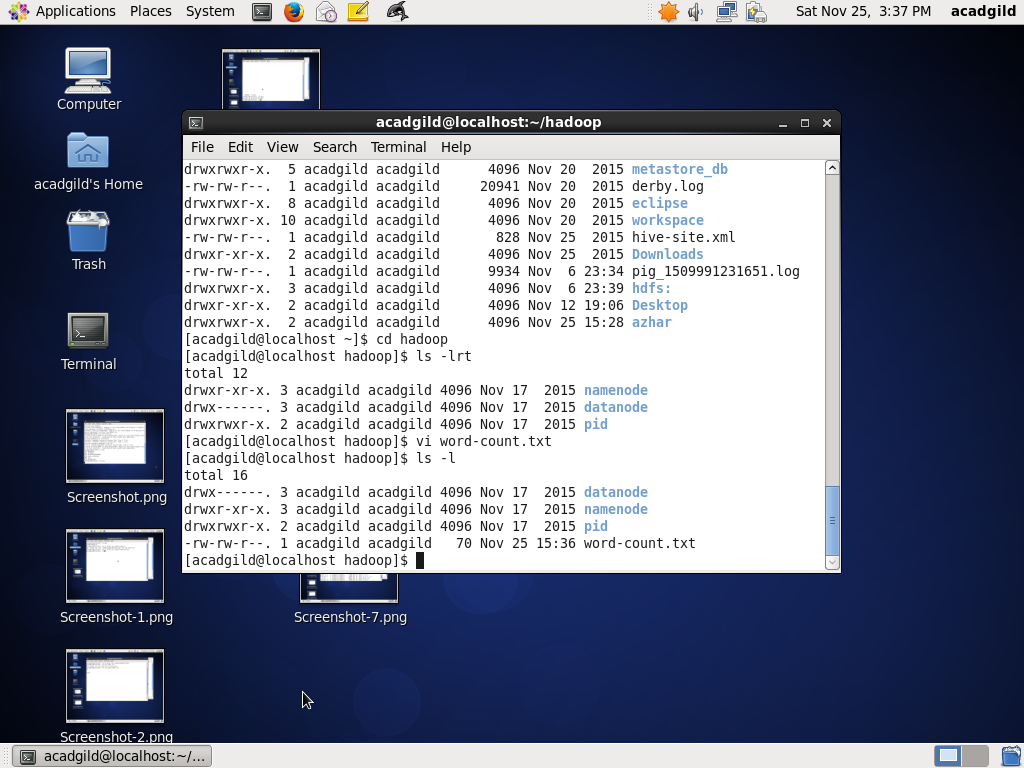 Applications Places System Sat Nov 25, 3:37 PM acadgild
Computer
acadgild's Home
Trash
Terminal
Screenshot.png
Screenshot-1.png
Screenshot-2.png
Screenshot-7.png
acadgild@localhost:~/hadoop
File Edit View Search Terminal Help
drwxrwxr-x.  5 acadgild acadgild      4096 Nov 20  2015 metastore_db
-rw-rw-r--.  1 acadgild acadgild     20941 Nov 20  2015 derby.log
drwxrwxr-x.  8 acadgild acadgild      4096 Nov 20  2015 eclipse
drwxrwxr-x. 10 acadgild acadgild      4096 Nov 20  2015 workspace
-rw-rw-r--.  1 acadgild acadgild       828 Nov 25  2015 hive-site.xml
drwxr-xr-x.  2 acadgild acadgild      4096 Nov 25  2015 Downloads
-rw-rw-r--.  1 acadgild acadgild      9934 Nov  6 23:34 pig_1509991231651.log
drwxrwxr-x.  3 acadgild acadgild      4096 Nov  6 23:39 hdfs:
drwxr-xr-x.  2 acadgild acadgild      4096 Nov 12 19:06 Desktop
drwxrwxr-x.  2 acadgild acadgild      4096 Nov 25 15:28 azhar
[acadgild@localhost ~]$ cd hadoop
[acadgild@localhost hadoop]$ ls -lrt
total 12
drwxr-xr-x. 3 acadgild acadgild 4096 Nov 17  2015 namenode
drwx------. 3 acadgild acadgild 4096 Nov 17  2015 datanode
drwxrwxr-x. 2 acadgild acadgild 4096 Nov 17  2015 pid
[acadgild@localhost hadoop]$ vi word-count.txt
[acadgild@localhost hadoop]$ ls -l
total 16
drwx------. 3 acadgild acadgild 4096 Nov 17  2015 datanode
drwxr-xr-x. 3 acadgild acadgild 4096 Nov 17  2015 namenode
drwxrwxr-x. 2 acadgild acadgild 4096 Nov 17  2015 pid
-rw-rw-r--. 1 acadgild acadgild   70 Nov 25 15:36 word-count.txt
[acadgild@localhost hadoop]$
acadgild@localhost:~/...